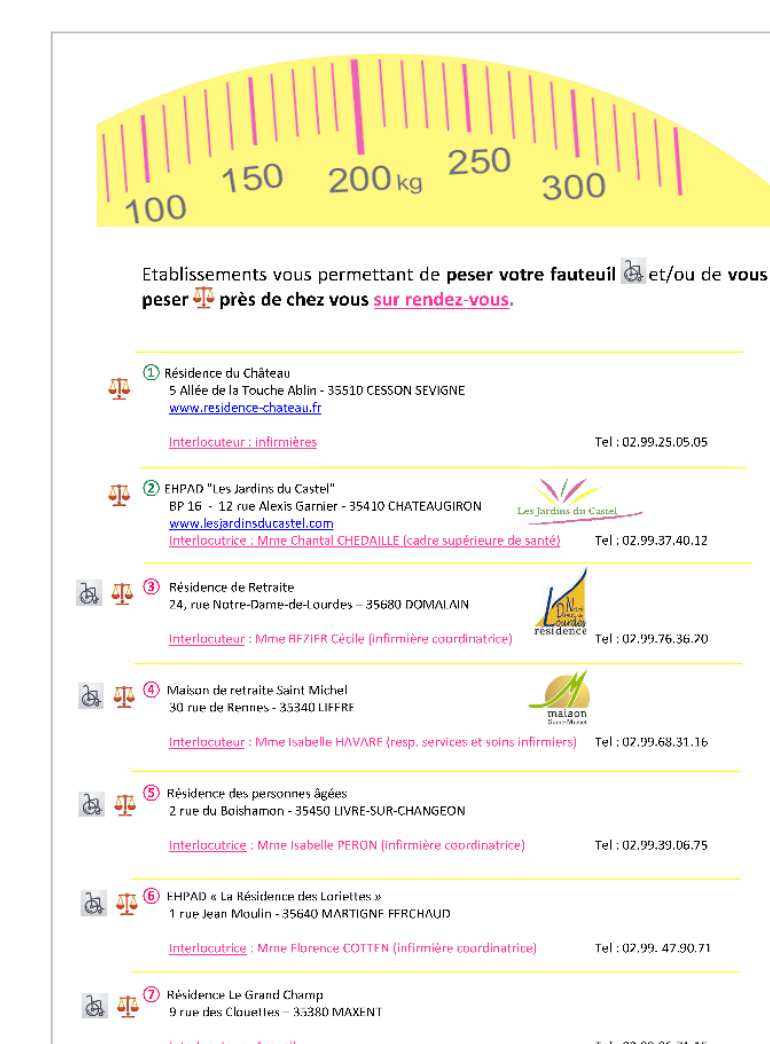 100 150 200 kg 250 300
Etablissements vous permettant de peser votre fauteuil et/ou de vous
peser près de chez vous sur rendez-vous.
① Résidence du Château
5 Allée de la Touche Ablin - 35510 CESSON SEVIGNE
www.residence-chateau.fr
Interlocuteur : infirmières Tel : 02.99.25.05.05
② EHPAD "Les Jardins du Castel"
BP 16 - 12 rue Alexis Garnier - 35410 CHATEAUGIRON
Les Jardins du Castel
www.lesjardinsducastel.com
Interlocutrice : Mme Chantal CHEDAILLE (cadre supérieure de santé) Tel : 02.99.37.40.12
③ Résidence de Retraite
24, rue Notre-Dame-de-Lourdes – 35680 DOMALAIN
Notre
Dame de
Lourdes
résidence
Interlocuteur : Mme BEZIER Cécile (infirmière coordinatrice) Tel : 02.99.76.36.20
④ Maison de retraite Saint Michel
30 rue de Rennes - 35340 LIFFRE
maison
Saint-Michel
Interlocuteur : Mme Isabelle HAVARE (resp. services et soins infirmiers) Tel : 02.99.68.31.16
⑤ Résidence des personnes âgées
2 rue du Boishamon - 35450 LIVRE-SUR-CHANGEON
Interlocutrice : Mme Isabelle PERON (infirmière coordinatrice) Tel : 02.99.39.06.75
⑥ EHPAD « La Résidence des Loriettes »
1 rue Jean Moulin - 35640 MARTIGNE FERCHAUD
Interlocutrice : Mme Florence COTTEN (infirmière coordinatrice) Tel : 02.99. 47.90.71
⑦ Résidence Le Grand Champ
9 rue des Clouettes – 35380 MAXENT